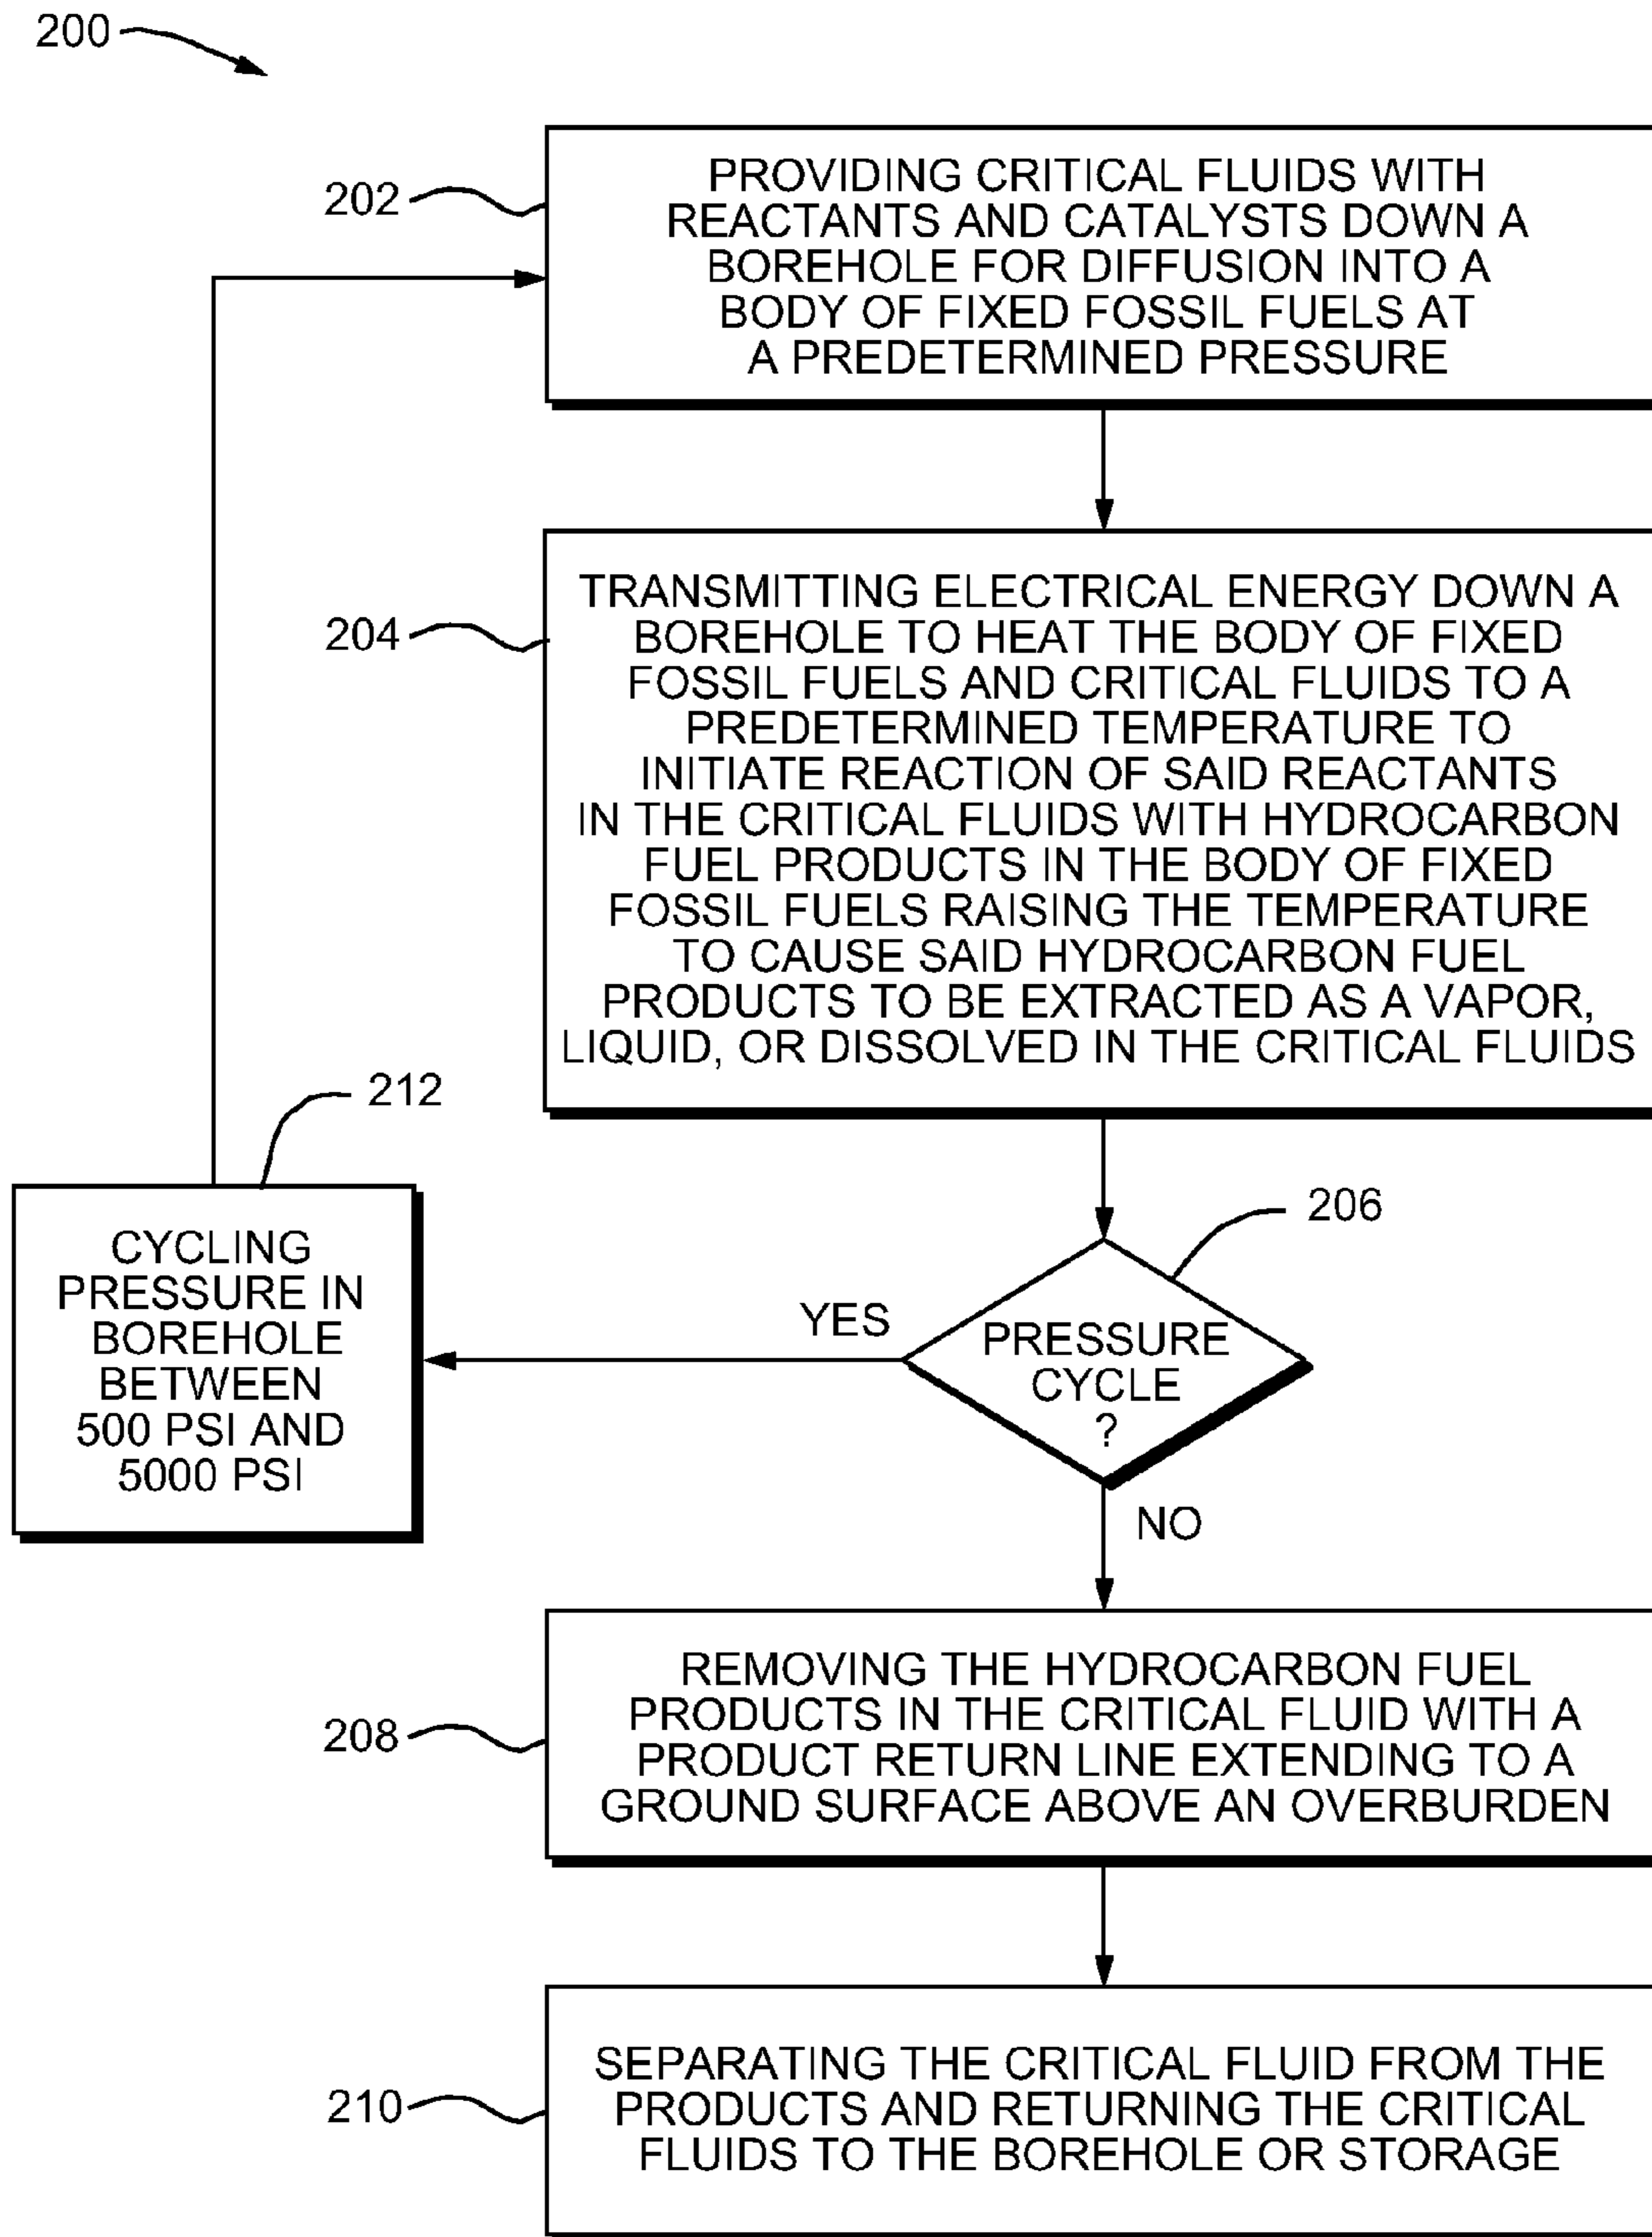 200
202
PROVIDING CRITICAL FLUIDS WITH
REACTANTS AND CATALYSTS DOWN A
BOREHOLE FOR DIFFUSION INTO A
BODY OF FIXED FOSSIL FUELS AT
A PREDETERMINED PRESSURE
204
TRANSMITTING ELECTRICAL ENERGY DOWN A
BOREHOLE TO HEAT THE BODY OF FIXED
FOSSIL FUELS AND CRITICAL FLUIDS TO A
PREDETERMINED TEMPERATURE TO
INITIATE REACTION OF SAID REACTANTS
IN THE CRITICAL FLUIDS WITH HYDROCARBON
FUEL PRODUCTS IN THE BODY OF FIXED
FOSSIL FUELS RAISING THE TEMPERATURE
TO CAUSE SAID HYDROCARBON FUEL
PRODUCTS TO BE EXTRACTED AS A VAPOR,
LIQUID, OR DISSOLVED IN THE CRITICAL FLUIDS
212
CYCLING
PRESSURE IN
BOREHOLE
BETWEEN
500 PSI AND
5000 PSI
206
YES
PRESSURE
CYCLE
?
NO
208
REMOVING THE HYDROCARBON FUEL
PRODUCTS IN THE CRITICAL FLUID WITH A
PRODUCT RETURN LINE EXTENDING TO A
GROUND SURFACE ABOVE AN OVERBURDEN
210
SEPARATING THE CRITICAL FLUID FROM THE
PRODUCTS AND RETURNING THE CRITICAL
FLUIDS TO THE BOREHOLE OR STORAGE